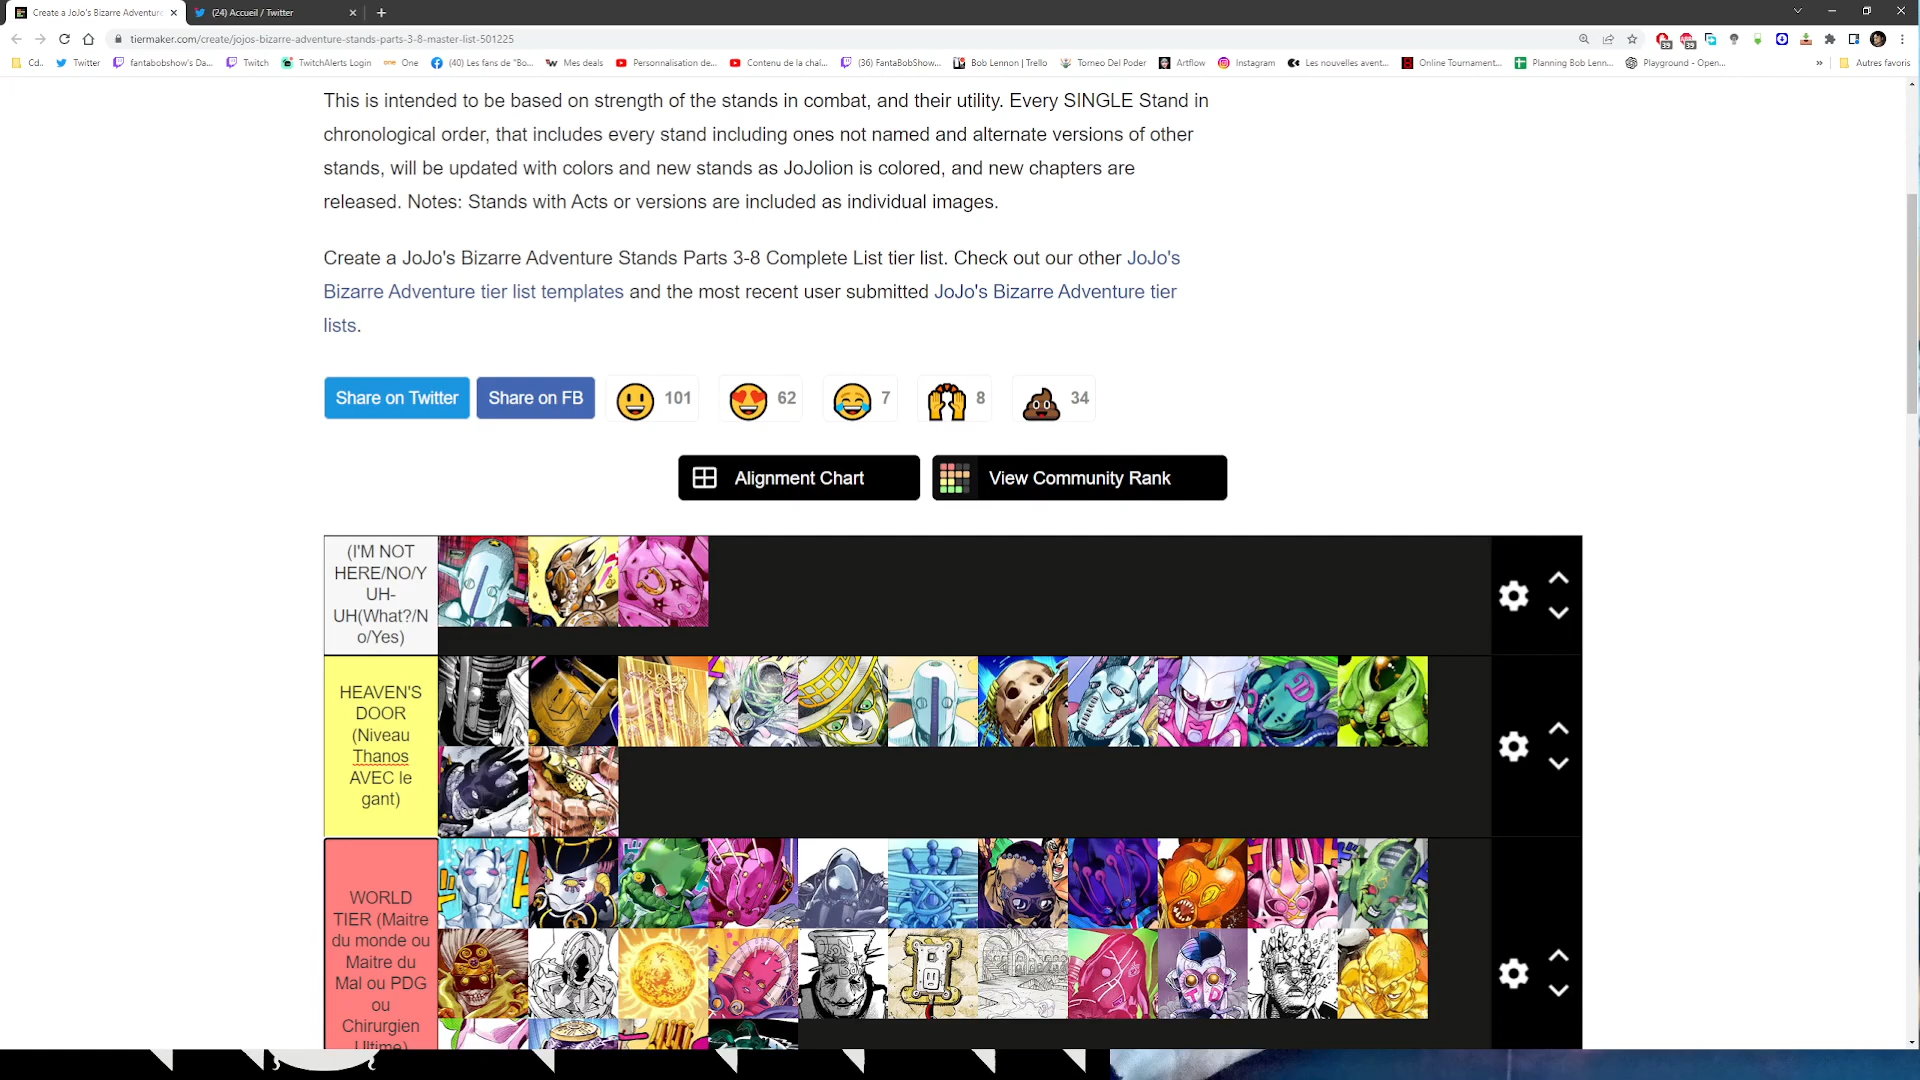 Create a JoJo's Bizarre Adventure
(24) Accueil / Twitter
tiermaker.com/create/jojos-bizarre-adventure-stands-parts-3-8-master-list-501225
Cd..
Twitter
fantabobshow's Da...
Twitch
TwitchAlerts Login
One
(40) Les fans de "Bo...
Mes deals
Personnalisation de...
Contenu de la chaî...
(36) FantaBobShow...
Bob Lennon | Trello
Torneo Del Poder
Artflow
Instagram
Les nouvelles avent...
Online Tournament...
Planning Bob Lenn...
Playground - Open...
»
Autres favoris
This is intended to be based on strength of the stands in combat, and their utility. Every SINGLE Stand in
chronological order, that includes every stand including ones not named and alternate versions of other
stands, will be updated with colors and new stands as JoJolion is colored, and new chapters are
released. Notes: Stands with Acts or versions are included as individual images.
Create a JoJo's Bizarre Adventure Stands Parts 3-8 Complete List tier list. Check out our other JoJo's
Bizarre Adventure tier list templates and the most recent user submitted JoJo's Bizarre Adventure tier
lists.
Share on Twitter
Share on FB
101
62
7
8
34
Alignment Chart
View Community Rank
(I'M NOT
HERE/NO/Y
UH-
UH(What?/N
o/Yes)
HEAVEN'S
DOOR
(Niveau
Thanos
AVEC le
gant)
WORLD
TIER (Maitre
du monde ou
Maitre du
Mal ou PDG
ou
Chirurgien
Ultime)